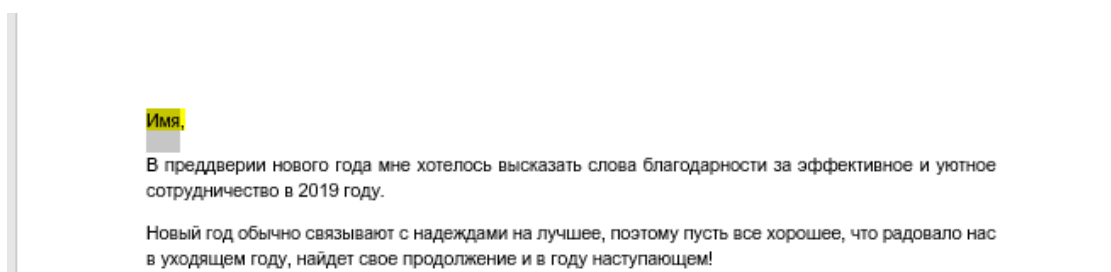 Имя,
В преддверии нового года мне хотелось высказать слова благодарности за эффективное и уютное
сотрудничество в 2019 году.
Новый год обычно связывают с надеждами на лучшее, поэтому пусть все хорошее, что радовало нас
в уходящем году, найдет свое продолжение и в году наступающем!